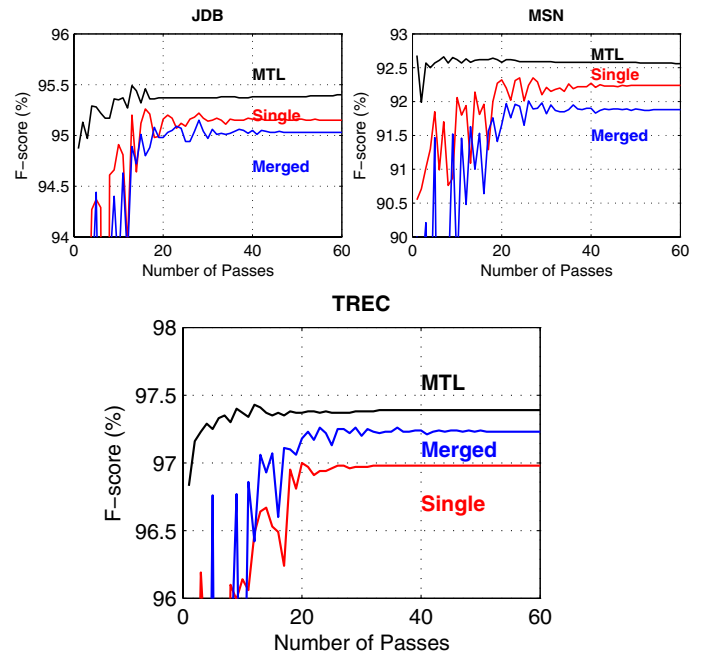 JDB
96
95.5
95
94.5
94
F−score (%)
MTL
Single
Merged
0
20
40
60
Number of Passes
MSN
93
92.5
92
91.5
91
90.5
90
F−score (%)
MTL
Single
Merged
0
20
40
60
Number of Passes
TREC
98
97.5
97
96.5
96
F−score (%)
MTL
Merged
Single
0
20
40
60
Number of Passes